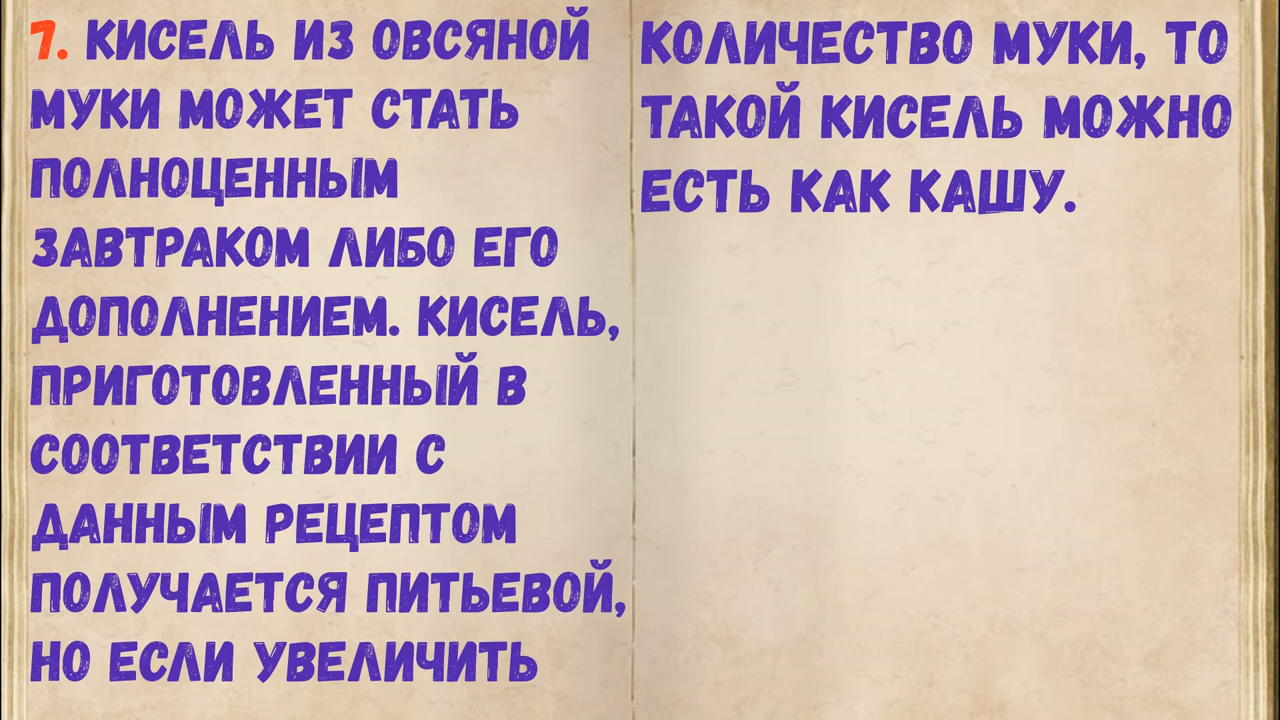 7. КИСЕЛЬ ИЗ ОВСЯНОЙ
МУКИ МОЖЕТ СТАТЬ
ПОЛНОЦЕННЫМ
ЗАВТРАКОМ ЛИБО ЕГО
ДОПОЛНЕНИЕМ. КИСЕЛЬ,
ПРИГОТОВЛЕННЫЙ В
СООТВЕТСТВИИ С
ДАННЫМ РЕЦЕПТОМ
ПОЛУЧАЕТСЯ ПИТЬЕВОЙ,
НО ЕСЛИ УВЕЛИЧИТЬ
КОЛИЧЕСТВО МУКИ, ТО
ТАКОЙ КИСЕЛЬ МОЖНО
ЕСТЬ КАК КАШУ.